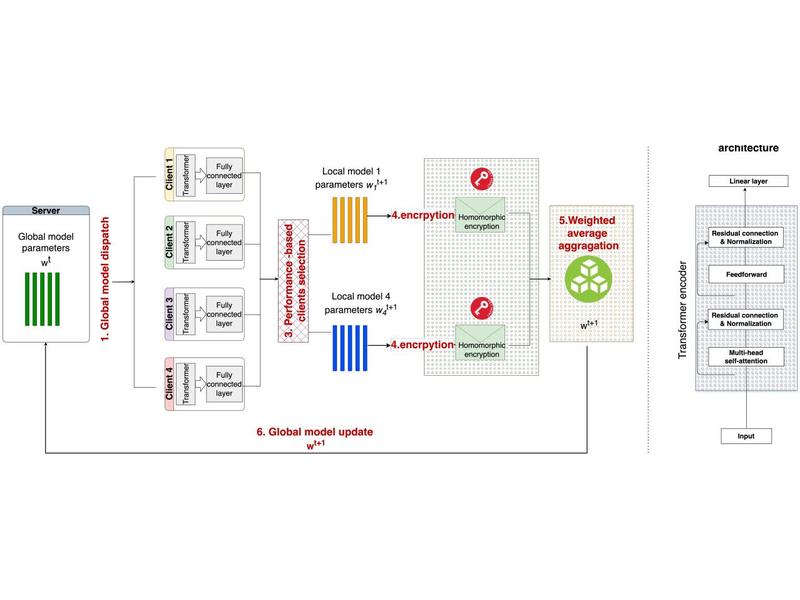 Server
Global model
parameters
w^t
1. Global model dispatch
Client 1
Transformer
Fully
connected
layer
Client 2
Transformer
Fully
connected
layer
Client 3
Transformer
Fully
connected
layer
Client 4
Transformer
Fully
connected
layer
3. Performance -based
clients selection
Local model 1
parameters w_1^t+1
Local model 4
parameters w_4^t+1
4.encrpytion
Homomorphic
encryption
4.encrpytion
Homomorphic
encryption
5.Weighted
average
aggragation
w^t+1
6. Global model update
w^t+1
architecture
Linear layer
Transformer encoder
Residual connection
& Normalization
Feedforward
Residual connection
& Normalization
Multi-head
self-attention
Input